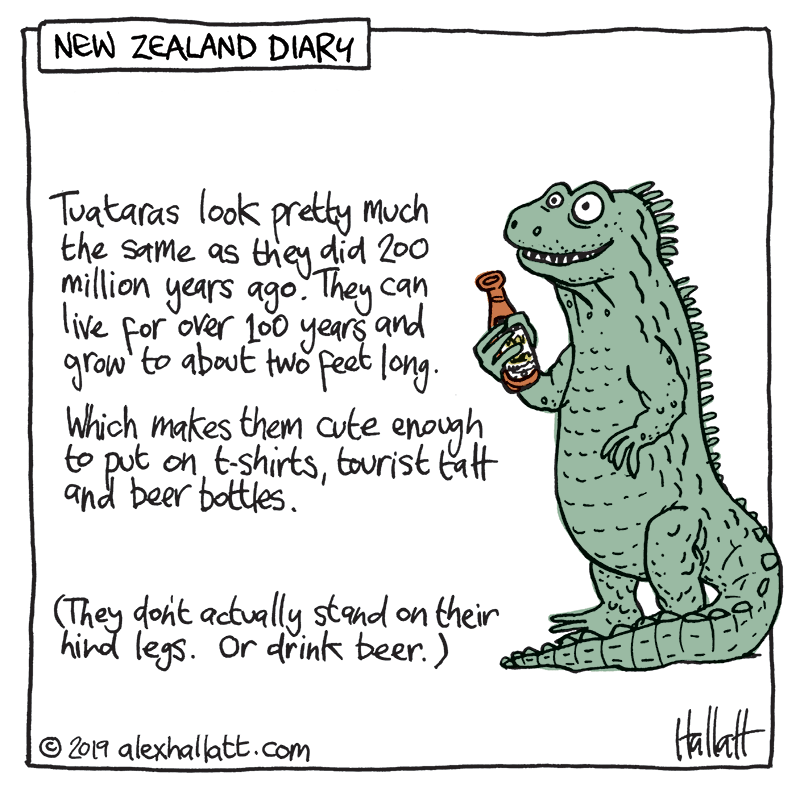 NEW ZEALAND DIARY
Tuataras look pretty much
the same as they did 200
million years ago. They can
live for over 100 years and
grow to about two feet long.
Which makes them cute enough
to put on t-shirts, tourist tatt
and beer bottles.
(They don't actually stand on their
hind legs. Or drink beer.)
Hallatt
© 2019 alexhallatt.com